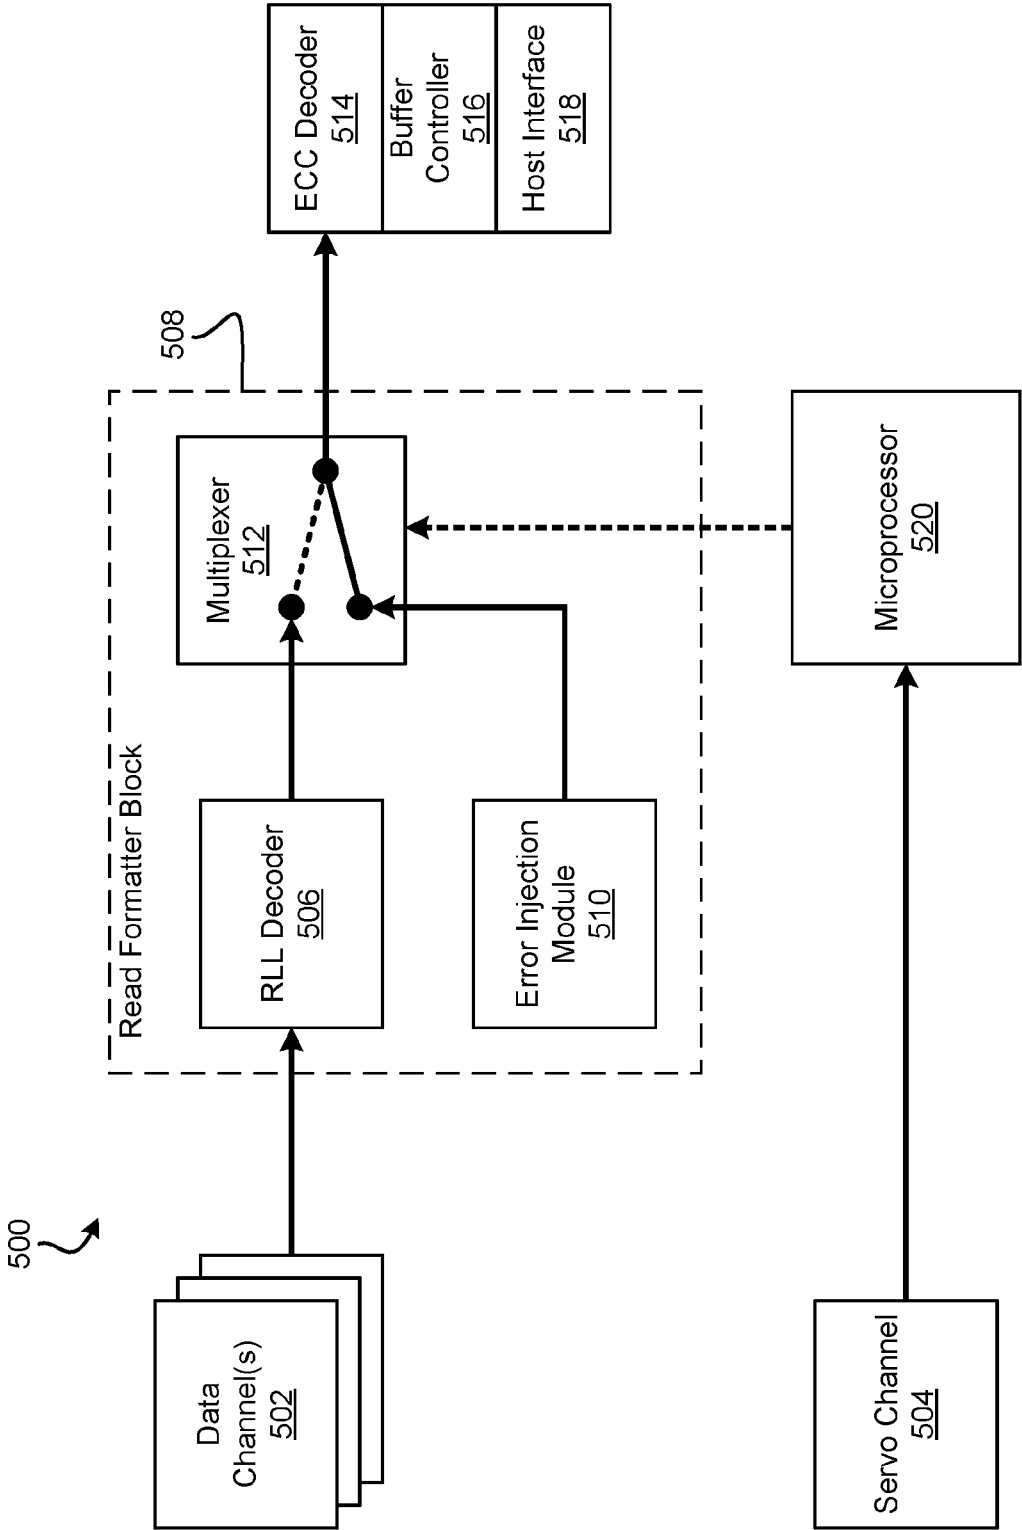 500
Data
Channel(s)
502
Servo Channel
504
Read Formatter Block
508
RLL Decoder
506
Error Injection
Module
510
Multiplexer
512
Microprocessor
520
ECC Decoder
514
Buffer
Controller
516
Host Interface
518